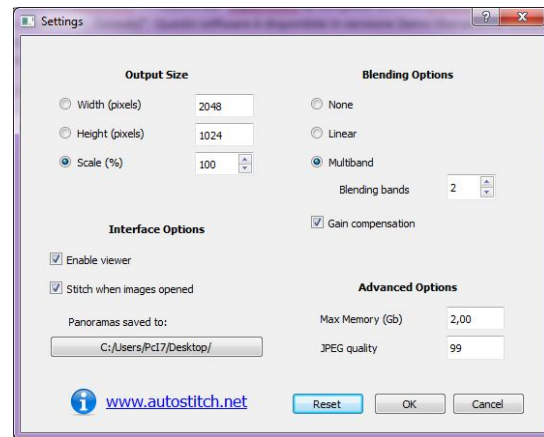 Settings
Output Size
Width (pixels) 2048
Height (pixels) 1024
Scale (%) 100
Interface Options
Enable viewer
Stitch when images opened
Panoramas saved to:
C:/Users/PcI7/Desktop/
www.autostitch.net
Blending Options
None
Linear
Multiband
Blending bands 2
Gain compensation
Advanced Options
Max Memory (Gb) 2,00
JPEG quality 99
Reset OK Cancel